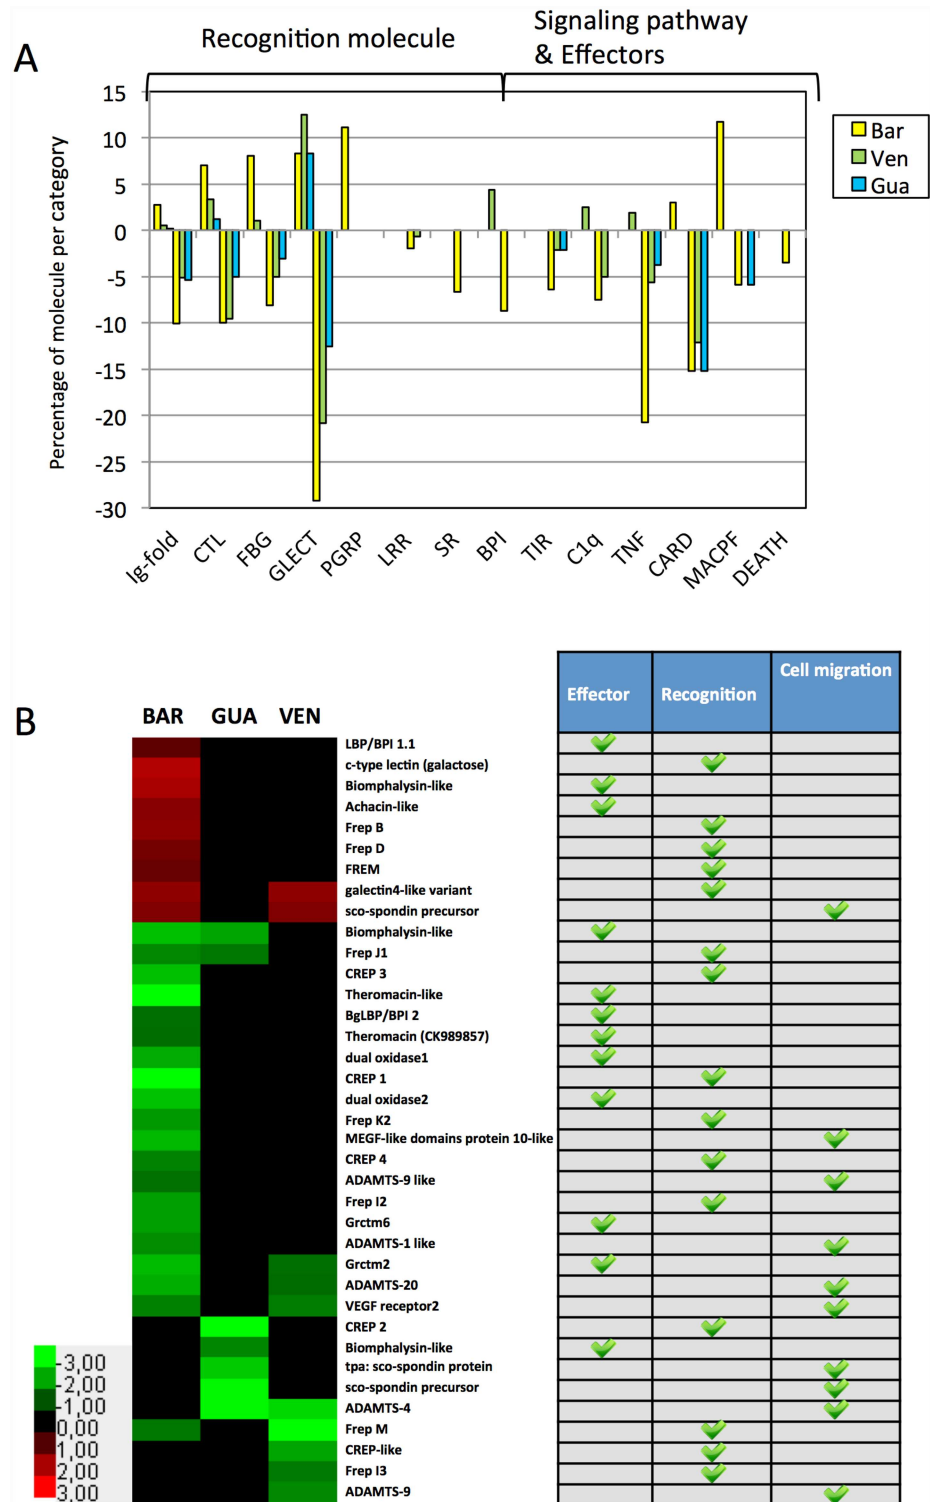 A
Recognition molecule
Signaling pathway
& Effectors
Percentage of molecule per category
15
10
5
0
-5
-10
-15
-20
-25
-30
Bar
Ven
Gua
Ig-fold
CTL
FBG
GLECT
PGRP
LRR
SR
BPI
TIR
C1q
TNF
CARD
MACPF
DEATH
B
BAR GUA VEN
Effector Recognition Cell migration
LBP/BPI 1.1
c-type lectin (galactose)
Biomphalysin-like
Achacin-like
Frep B
Frep D
FREM
galectin4-like variant
sco-spondin precursor
Biomphalysin-like
Frep J1
CREP 3
Theromacin-like
BgLBP/BPI 2
Theromacin (CK989857)
dual oxidase1
CREP 1
dual oxidase2
Frep K2
MEGF-like domains protein 10-like
CREP 4
ADAMTS-9 like
Frep I2
Grctm6
ADAMTS-1 like
Grctm2
ADAMTS-20
VEGF receptor2
CREP 2
Biomphalysin-like
tpa: sco-spondin protein
sco-spondin precursor
ADAMTS-4
Frep M
CREP-like
Frep I3
ADAMTS-9
-3,00
-2,00
-1,00
0,00
1,00
2,00
3,00